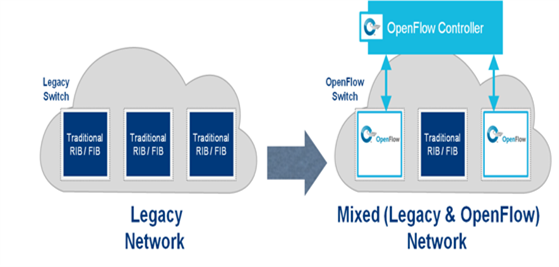 OpenFlow Controller
Legacy
Switch
OpenFlow
Switch
Traditional
RIB / FIB
Traditional
RIB / FIB
Traditional
RIB / FIB
OpenFlow
Traditional
RIB / FIB
OpenFlow
Legacy
Network
Mixed (Legacy & OpenFlow)
Network